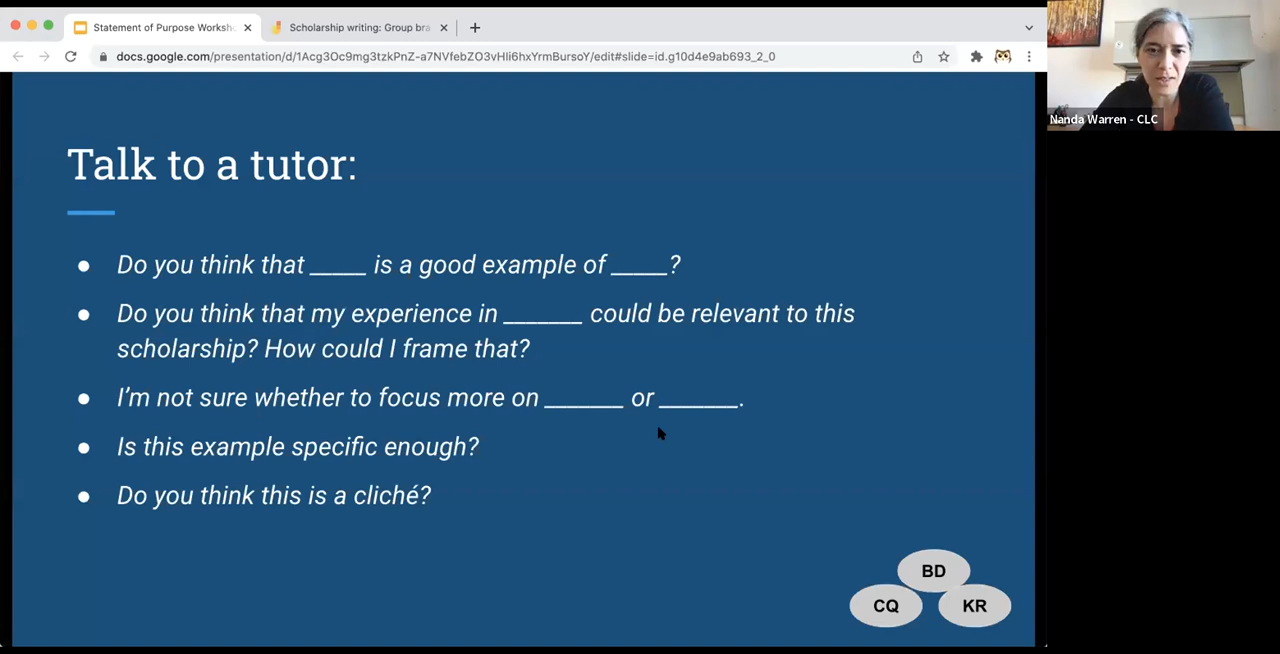 Statement of Purpose Worksh
Scholarship writing: Group bra
docs.google.com/presentation/d/1Acg3Oc9mg3tzkPnZ-a7NVfebZO3vHIi6hxYrmBursoY/edit#slide=id.g10d4e9ab693_2_0
Nanda Warren - CLC
Talk to a tutor:
● Do you think that _____ is a good example of _____?
● Do you think that my experience in _______ could be relevant to this
scholarship? How could I frame that?
● I'm not sure whether to focus more on _______ or _______.
● Is this example specific enough?
● Do you think this is a cliché?
BD
CQ KR